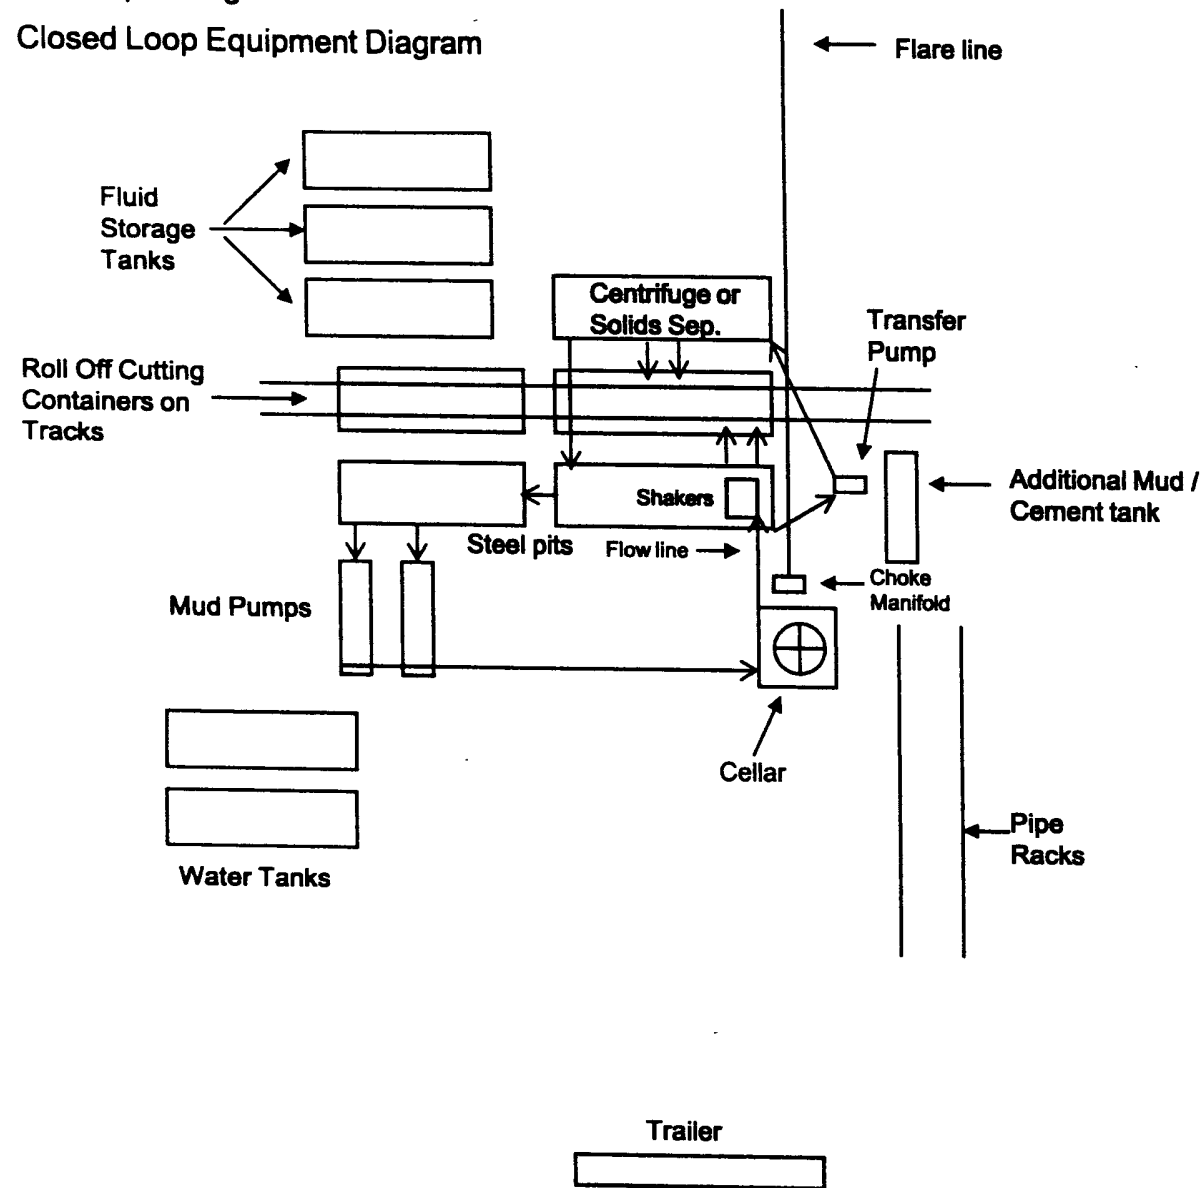 Closed Loop Equipment Diagram
Flare line
Fluid
Storage
Tanks
Centrifuge or
Solids Sep.
Transfer
Pump
Roll Off Cutting
Containers on
Tracks
Additional Mud /
Cement tank
Shakers
Steel pits
Flow line
Choke
Manifold
Mud Pumps
Cellar
Pipe
Racks
Water Tanks
Trailer